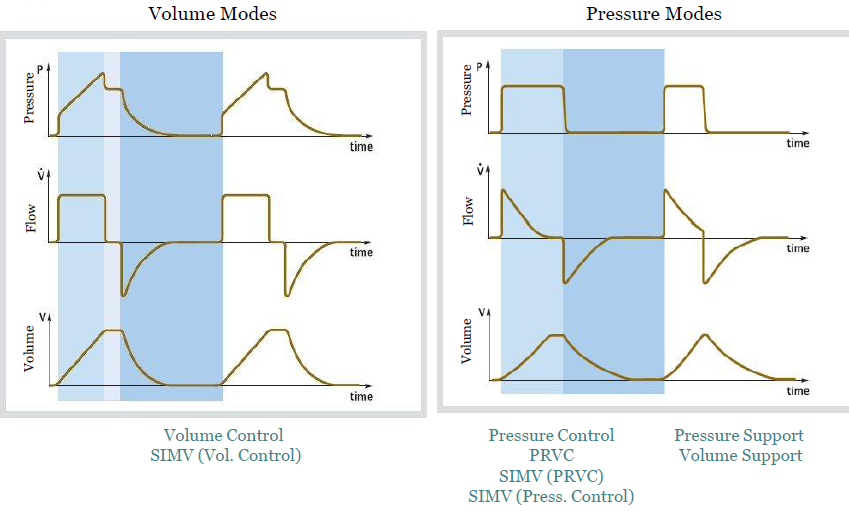 Volume Modes
Pressure
P
time
Flow
V̇
time
Volume
V
time
Volume Control
SIMV (Vol. Control)
Pressure Modes
Pressure
P
time
Flow
V̇
time
Volume
V
time
Pressure Control
PRVC
SIMV (PRVC)
SIMV (Press. Control)
Pressure Support
Volume Support